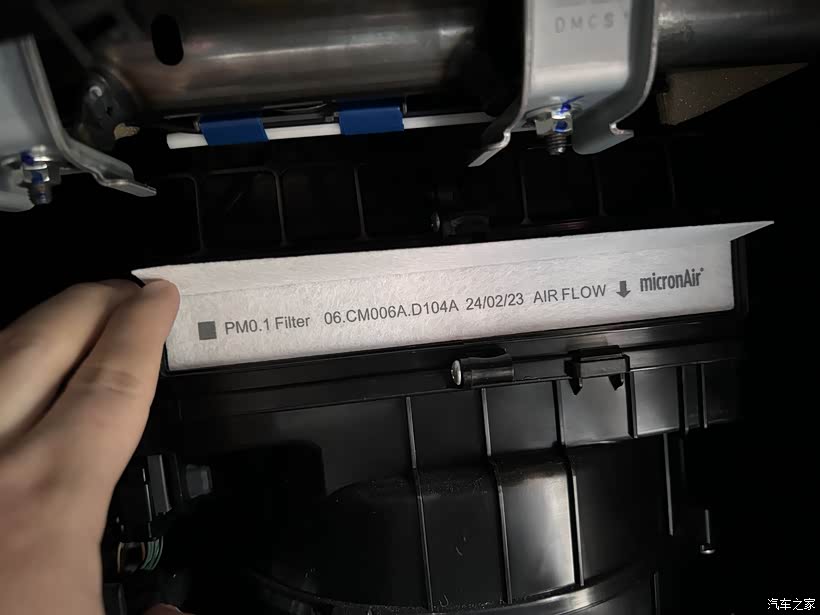 DMCS
PM0.1 Filter 06.CM006A.D104A 24/02/23 AIR FLOW micronAir®
汽车之家